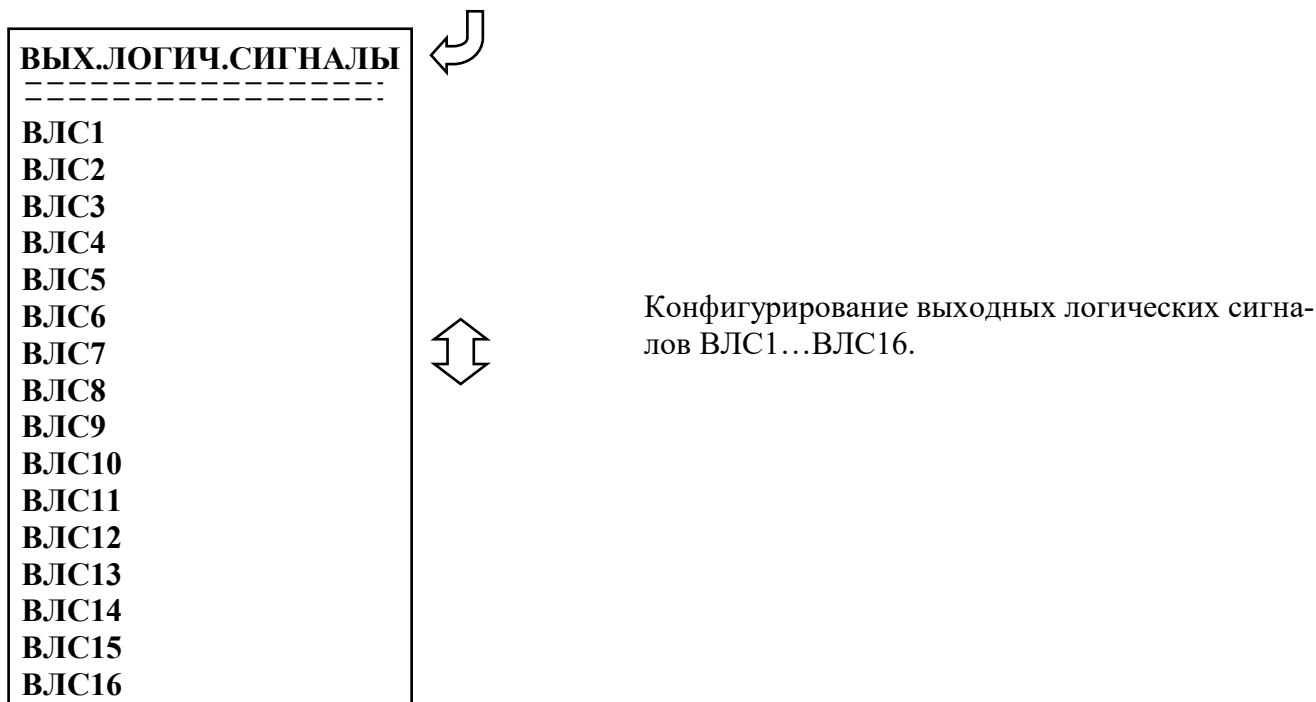 ВЫХ.ЛОГИЧ.СИГНАЛЫ
ВЛС1
ВЛС2
ВЛС3
ВЛС4
ВЛС5
ВЛС6
ВЛС7
ВЛС8
ВЛС9
ВЛС10
ВЛС11
ВЛС12
ВЛС13
ВЛС14
ВЛС15
ВЛС16
Конфигурирование выходных логических сигна-
лов ВЛС1…ВЛС16.